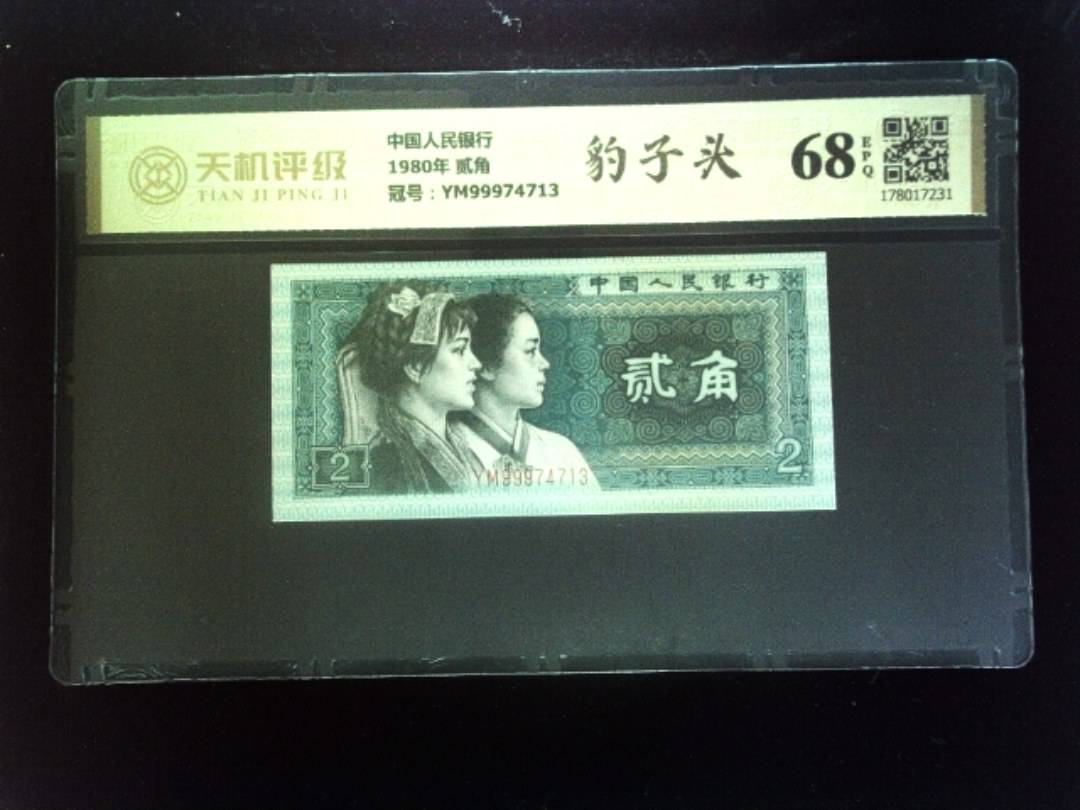 天机评级
TIAN JI PING JI
中国人民银行
1980年 贰角
冠号：YM99974713
豹子头
68
EPQ
178017231
中国人民银行
贰角
2
2
YM99974713